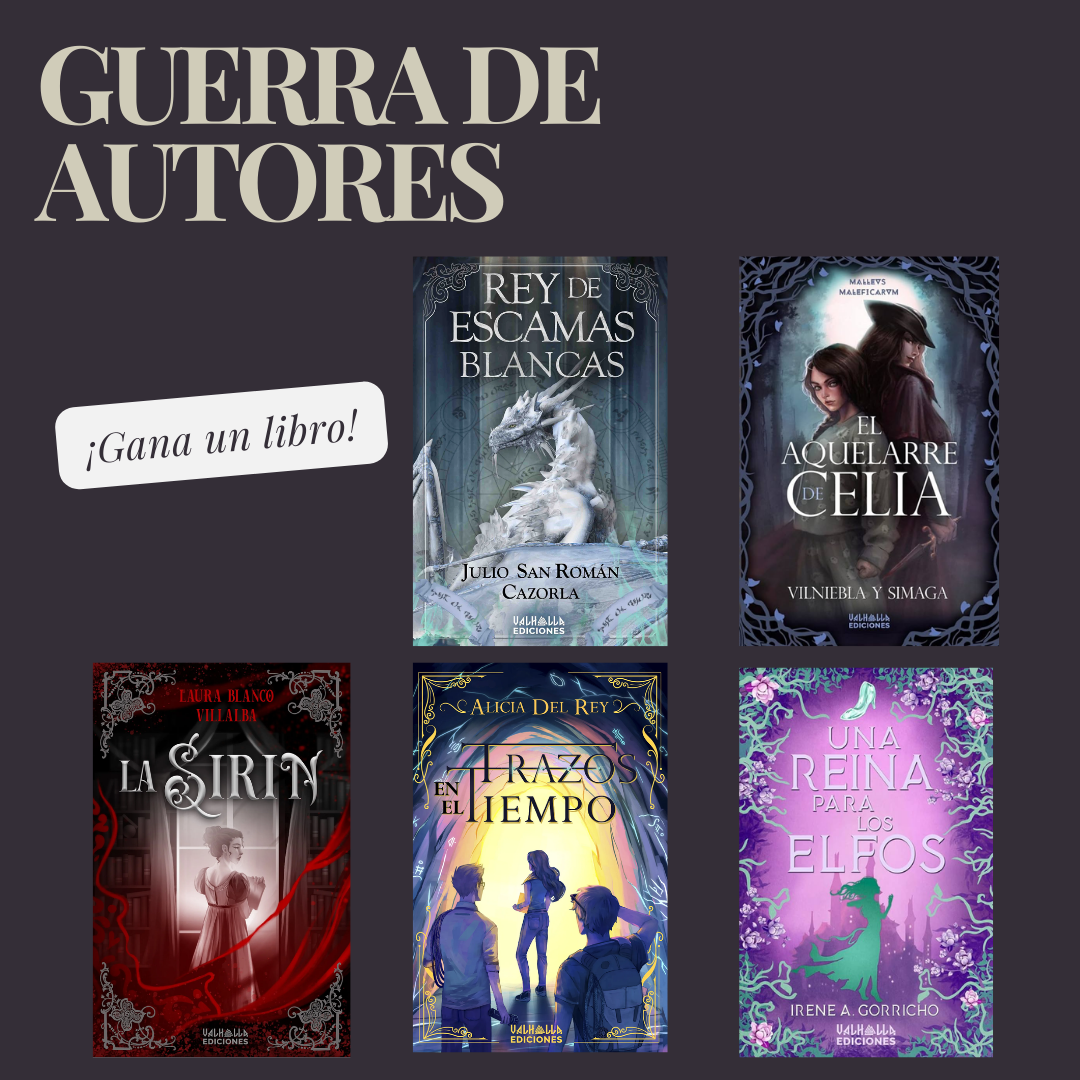 GUERRA DE
AUTORES
¡Gana un libro!
REY DE
ESCAMAS
BLANCAS
JULIO SAN ROMÁN
CAZORLA
VALHALLA
EDICIONES
MALLEVS
MALEFICARVM
EL
AQUELARRE
DE CELIA
VILNIEBLA Y SIMAGA
VALHALLA
EDICIONES
LAURA BLANCO
VILLALBA
LA SIRIN
VALHALLA
EDICIONES
ALICIA DEL REY
TRAZOS
EN EL TIEMPO
VALHALLA
EDICIONES
UNA
REINA
PARA
LOS
ELFOS
IRENE A. GORRICHO
VALHALLA
EDICIONES